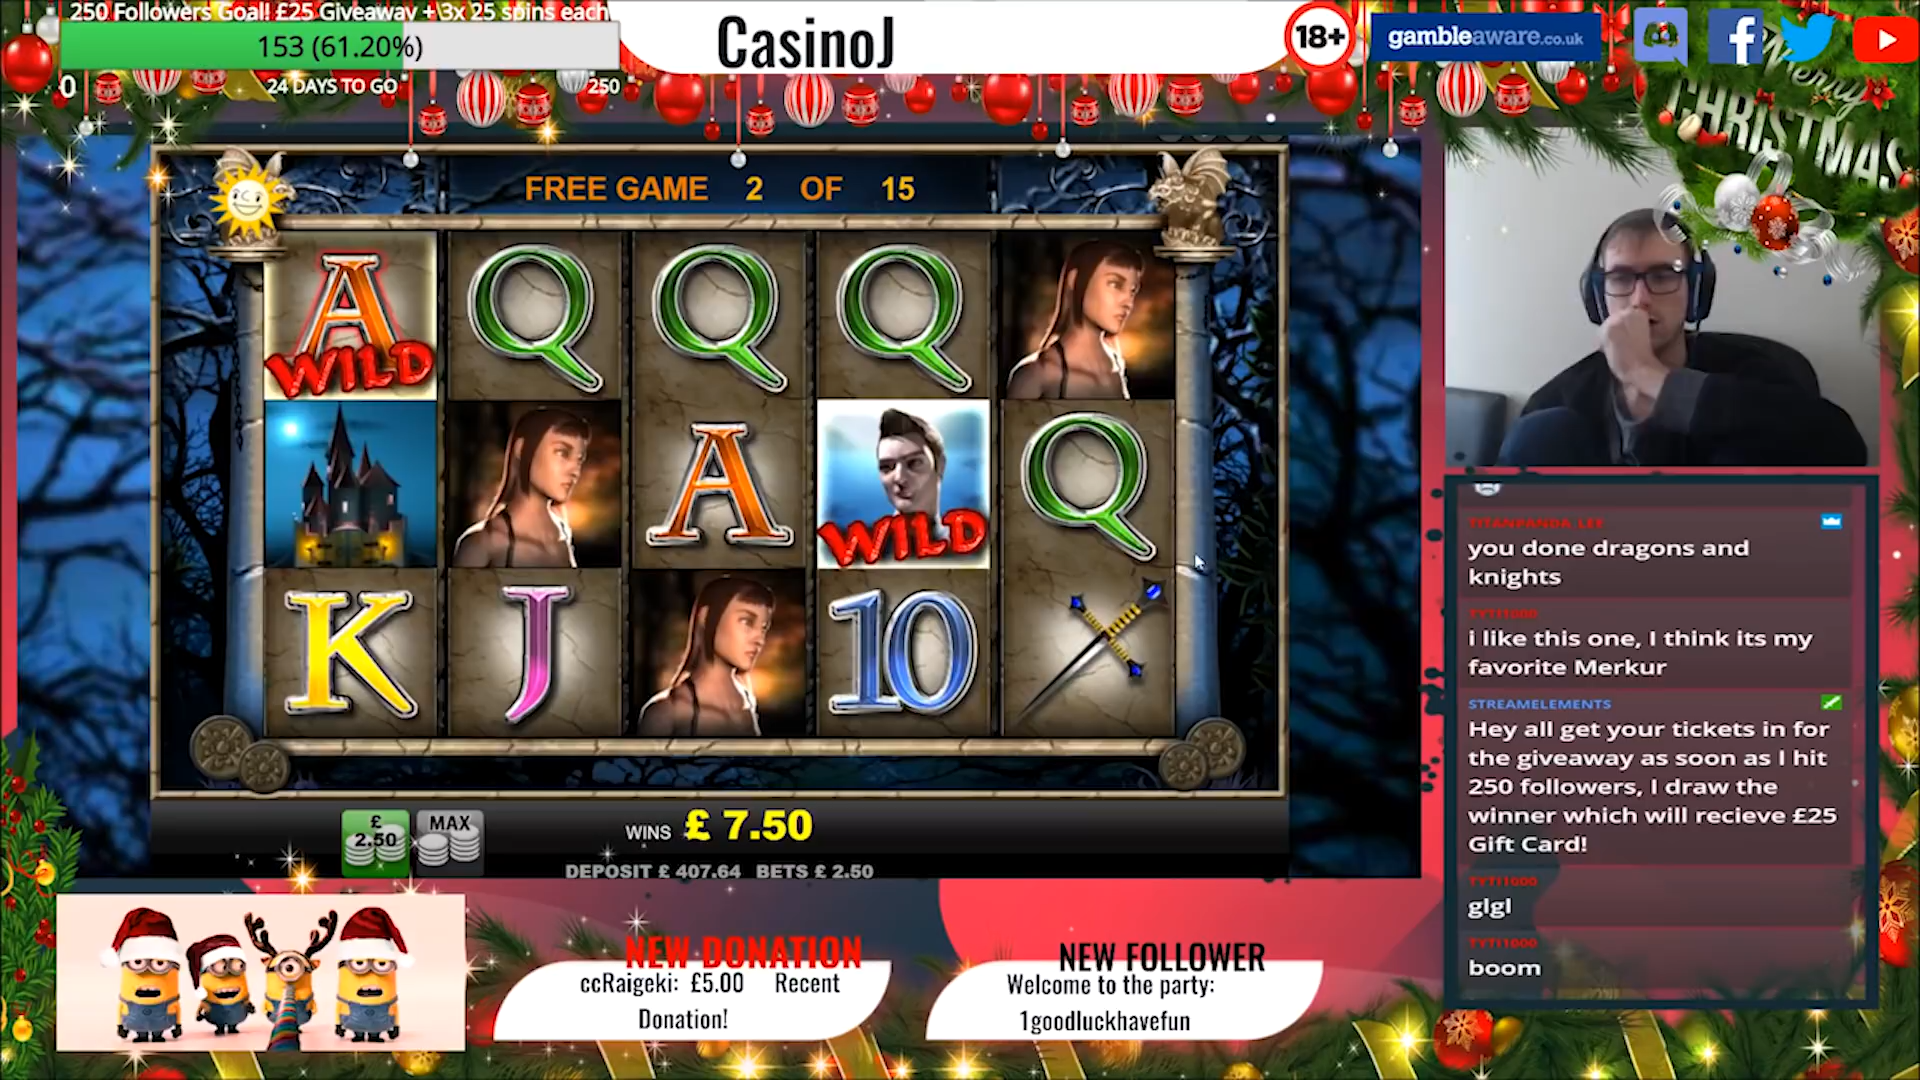 250 Followers Goal! £25 Giveaway + 3x 25 spins each
153 (61.20%)
0
24 DAYS TO GO
250
CasinoJ
18+
gambleaware.co.uk
Merry
CHRISTMAS
FREE GAME 2 OF 15
A
WILD
Q
Q
Q
A
WILD
Q
K
J
10
£
2.50
MAX
WINS £ 7.50
DEPOSIT £ 407.64 BETS £ 2.50
TITANPANDA_LEE
you done dragons and
knights
TYTI1000
i like this one, I think its my
favorite Merkur
STREAMELEMENTS
Hey all get your tickets in for
the giveaway as soon as I hit
250 followers, I draw the
winner which will recieve £25
Gift Card!
TYTI1000
glgl
TYTI1000
boom
NEW DONATION
ccRaigeki: £5.00 Recent
Donation!
NEW FOLLOWER
Welcome to the party:
1goodluckhavefun